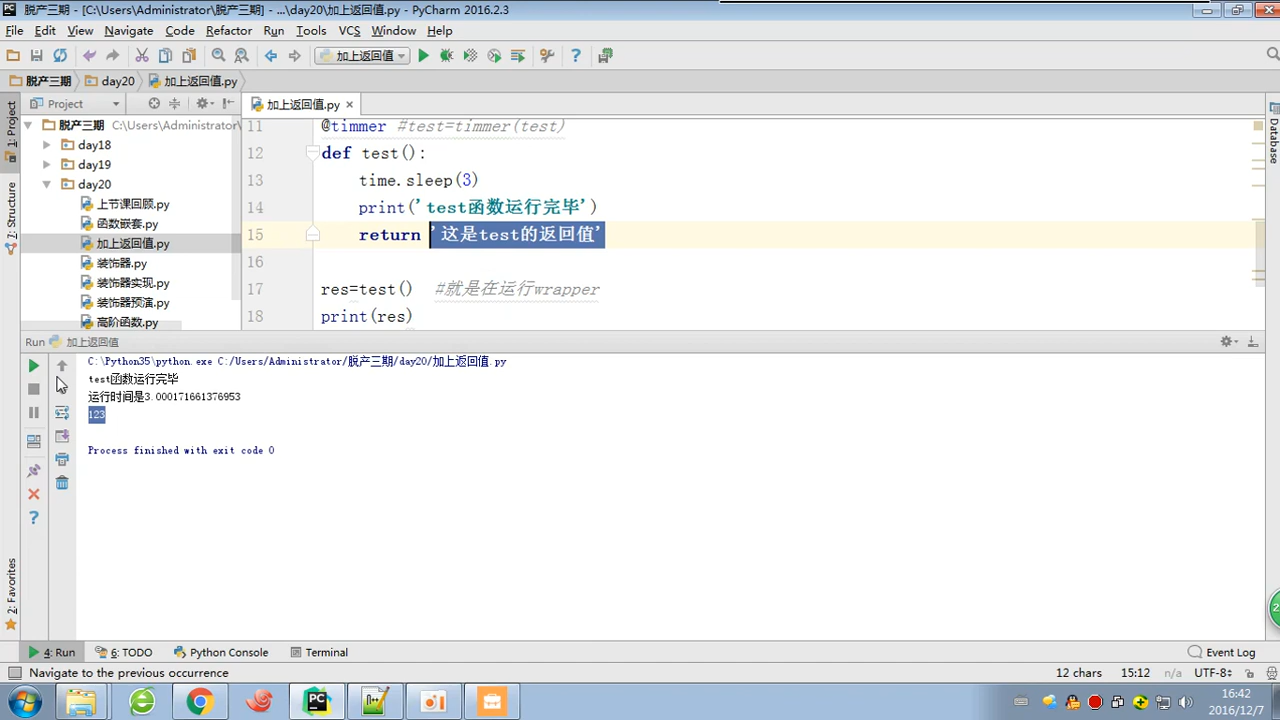 脱产三期 - [C:\Users\Administrator\脱产三期] - ...\day20\加上返回值.py - PyCharm 2016.2.3
File Edit View Navigate Code Refactor Run Tools VCS Window Help
加上返回值
脱产三期 day20 加上返回值.py
Project
加上返回值.py
1: Project
2: Structure
2: Favorites
Database
脱产三期 C:\Users\Administrator\
day18
day19
day20
上节课回顾.py
函数嵌套.py
加上返回值.py
装饰器.py
装饰器实现.py
装饰器预演.py
高阶函数.py
11 @timmer #test=timmer(test)
12 def test():
13 time.sleep(3)
14 print('test函数运行完毕')
15 return '这是test的返回值'
16
17 res=test() #就是在运行wrapper
18 print(res)
Run 加上返回值
C:\Python35\python.exe C:/Users/Administrator/脱产三期/day20/加上返回值.py
test函数运行完毕
运行时间是3.000171661376953
123
Process finished with exit code 0
4: Run 6: TODO Python Console Terminal Event Log
Navigate to the previous occurrence 12 chars 15:12 n/a UTF-8
16:42
2016/12/7